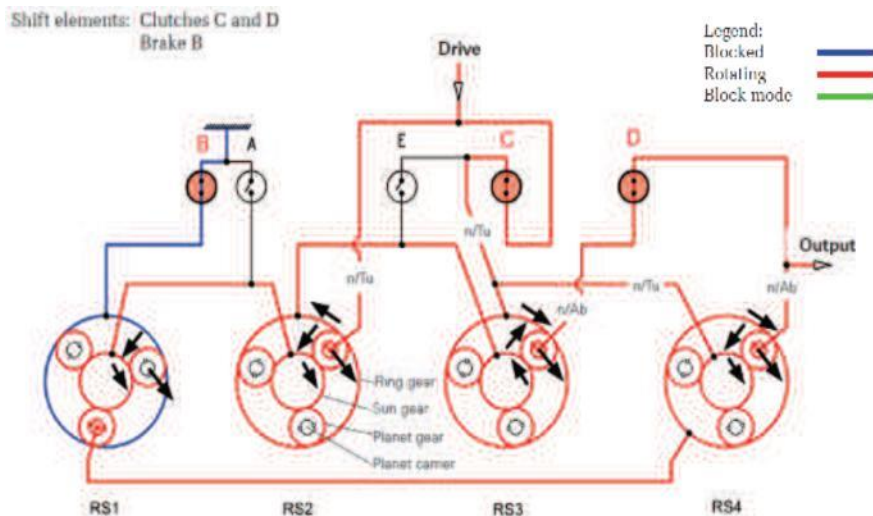 Shift elements: Clutches C and D
Brake B
Legend:
Blocked
Rotating
Block mode
Drive
B
A
E
C
D
n/Tu
Output
n/Tu
n/Ab
n/Tu
n/Ab
Ring gear
Sun gear
Planet gear
Planet carrier
RS1
RS2
RS3
RS4